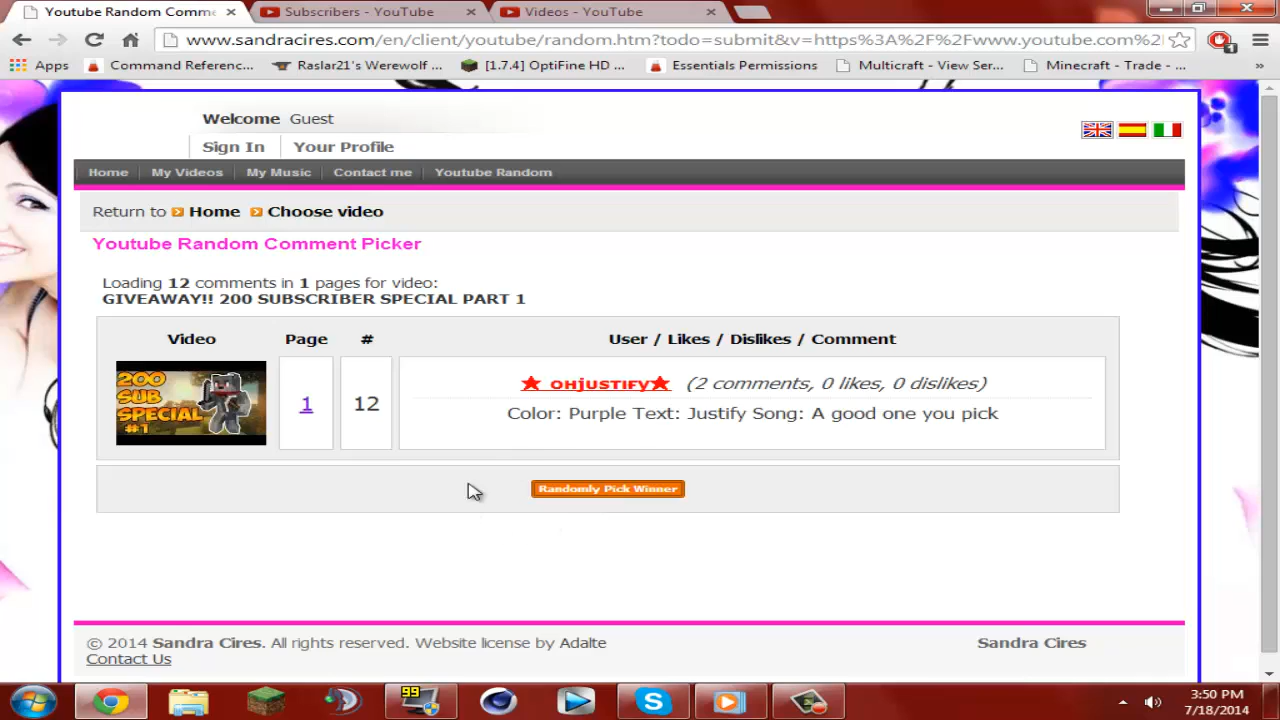 Youtube Random Comme
Subscribers - YouTube
Videos - YouTube
www.sandracires.com/en/client/youtube/random.htm?todo=submit&v=https%3A%2F%2Fwww.youtube.com%2
1
Apps
Command Referenc...
Raslar21's Werewolf ...
[1.7.4] OptiFine HD ...
Essentials Permissions
Multicraft - View Ser...
Minecraft - Trade - ...
»
Welcome Guest
Sign In
Your Profile
Home
My Videos
My Music
Contact me
Youtube Random
Return to Home Choose video
Youtube Random Comment Picker
Loading 12 comments in 1 pages for video:
GIVEAWAY!! 200 SUBSCRIBER SPECIAL PART 1
Video
Page
#
User / Likes / Dislikes / Comment
200
SUB
SPECIAL
#1
1
12
★ ᴏʜjᴜsᴛɪғʏ★ (2 comments, 0 likes, 0 dislikes)
Color: Purple Text: Justify Song: A good one you pick
Randomly Pick Winner
© 2014 Sandra Cires. All rights reserved. Website license by Adalte
Sandra Cires
Contact Us
99
3:50 PM
7/18/2014